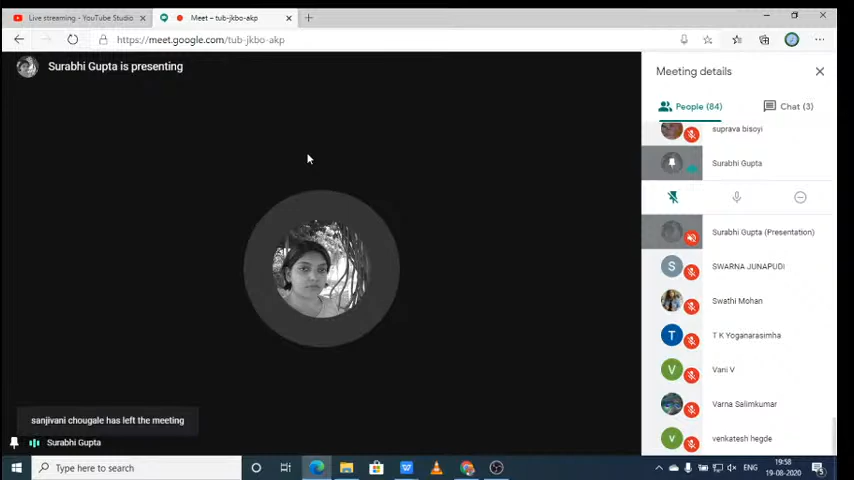 Live streaming - YouTube Studio
Meet – tub-jkbo-akp
https://meet.google.com/tub-jkbo-akp
Surabhi Gupta is presenting
Meeting details
People (84)
Chat (3)
suprava bisoyi
Surabhi Gupta
Surabhi Gupta (Presentation)
S
SWARNA JUNAPUDI
Swathi Mohan
T
T K Yoganarasimha
V
Vani V
Varna Salimkumar
v
venkatesh hegde
sanjivani chougale has left the meeting
Surabhi Gupta
Type here to search
W
ENG
19:58
19-08-2020
5